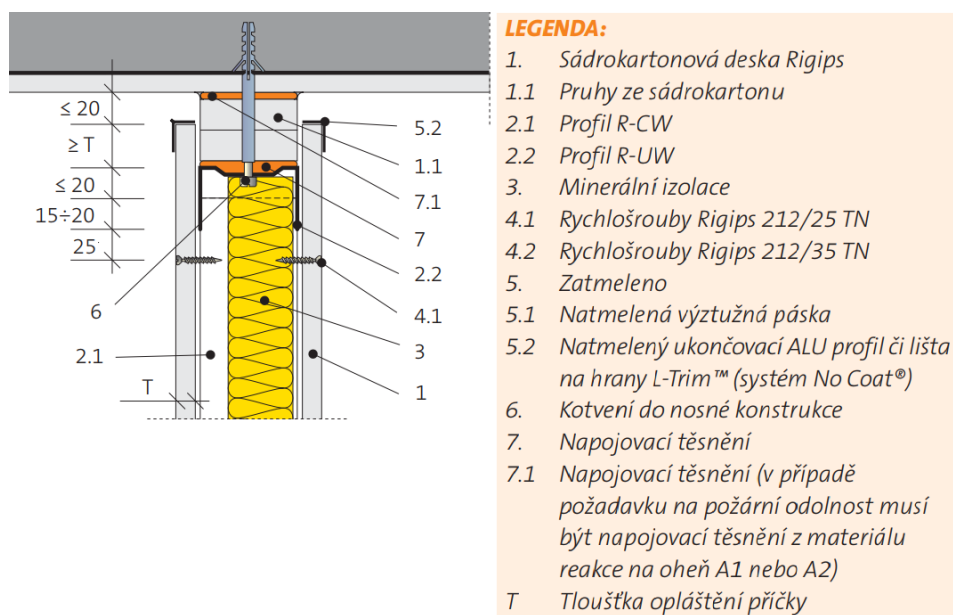 ≤ 20
≥ T
≤ 20
15÷20
25
6
2.1
T
5.2
1.1
7.1
7
2.2
4.1
3
1
LEGENDA:
1. Sádrokartonová deska Rigips
1.1 Pruhy ze sádrokartonu
2.1 Profil R-CW
2.2 Profil R-UW
3. Minerální izolace
4.1 Rychlošrouby Rigips 212/25 TN
4.2 Rychlošrouby Rigips 212/35 TN
5. Zatmeleno
5.1 Natmelená výztužná páska
5.2 Natmelený ukončovací ALU profil či lišta
na hrany L-Trim™ (systém No Coat®)
6. Kotvení do nosné konstrukce
7. Napojovací těsnění
7.1 Napojovací těsnění (v případě
požadavku na požární odolnost musí
být napojovací těsnění z materiálu
reakce na oheň A1 nebo A2)
T Tloušťka opláštění příčky